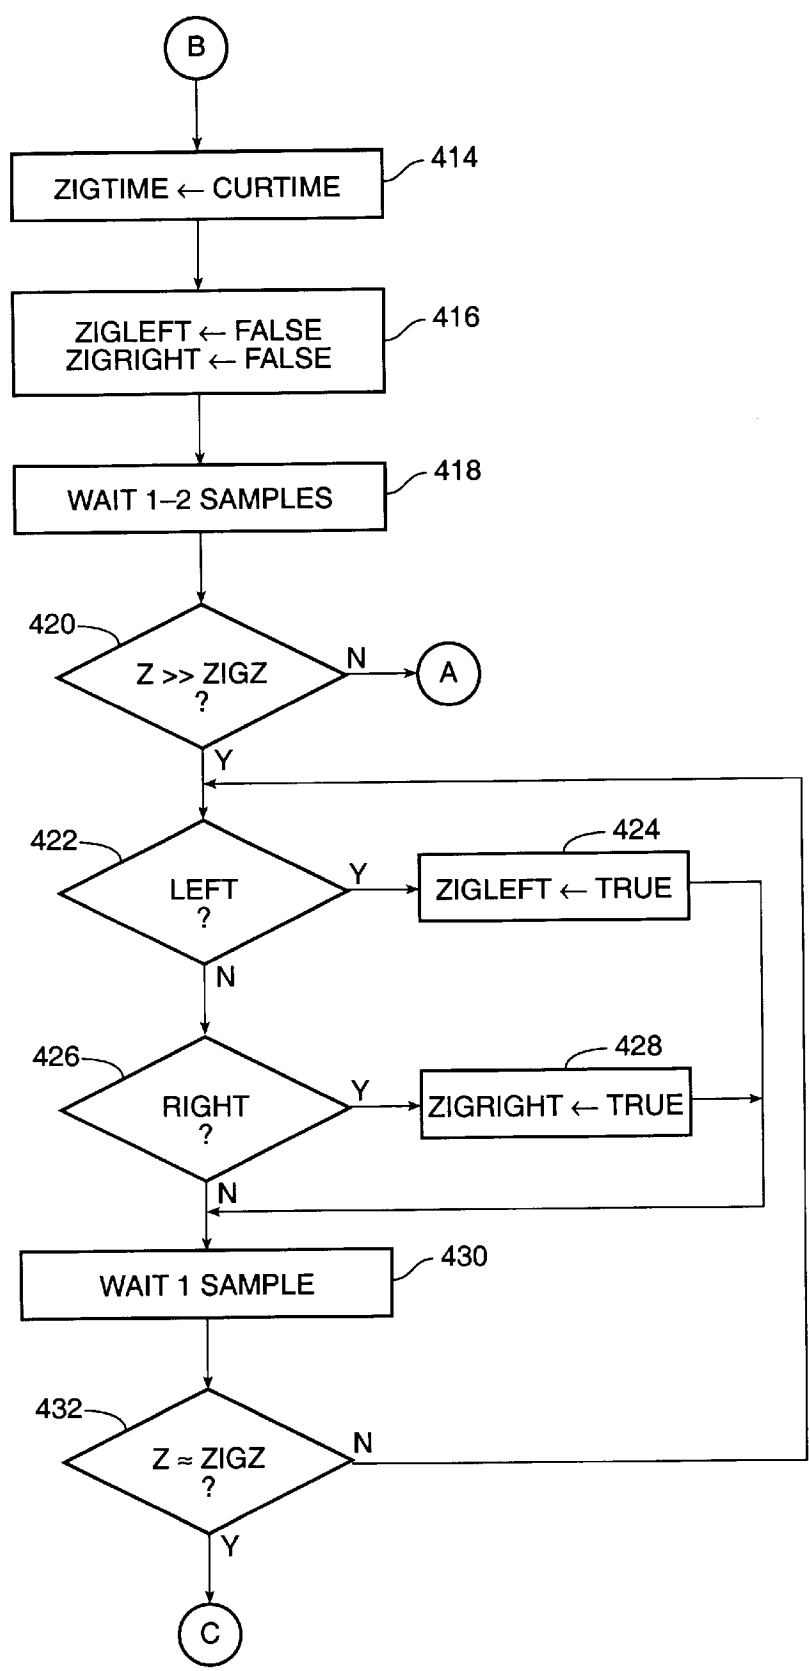 B
414
ZIGTIME ← CURTIME
416
ZIGLEFT ← FALSE
ZIGRIGHT ← FALSE
418
WAIT 1–2 SAMPLES
420
Z >> ZIGZ
?
N
A
Y
422
LEFT
?
Y
424
ZIGLEFT ← TRUE
N
426
RIGHT
?
Y
428
ZIGRIGHT ← TRUE
N
430
WAIT 1 SAMPLE
432
Z ≈ ZIGZ
?
N
Y
C